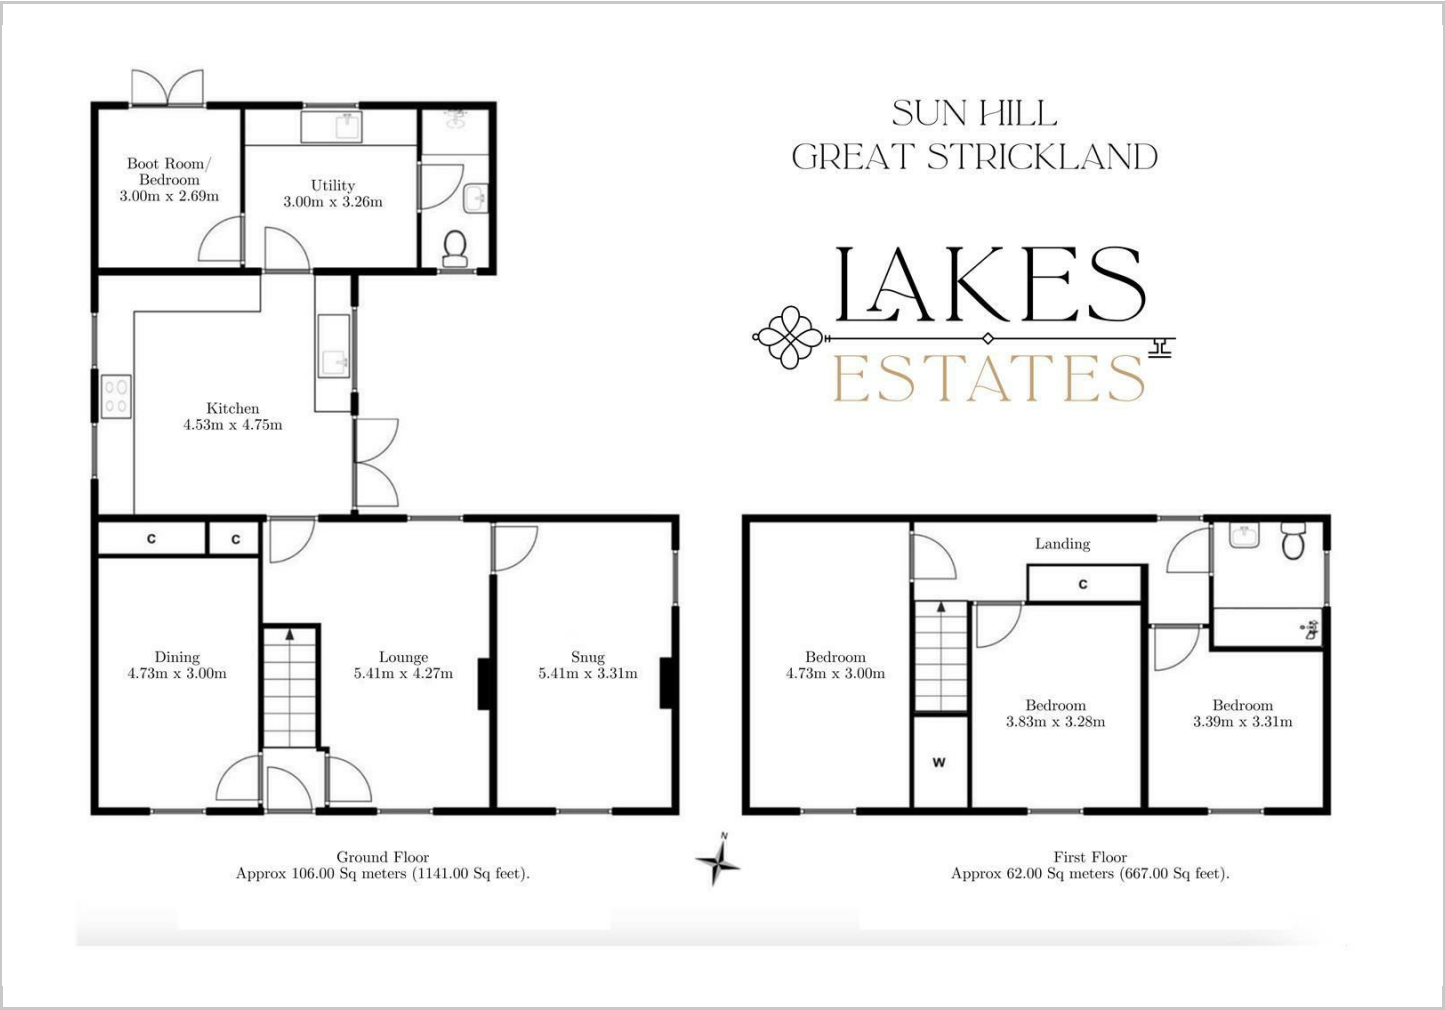 SUN HILL
GREAT STRICKLAND
LAKES
ESTATES
Boot Room/
Bedroom
3.00m x 2.69m
Utility
3.00m x 3.26m
Kitchen
4.53m x 4.75m
C
C
Dining
4.73m x 3.00m
Lounge
5.41m x 4.27m
Snug
5.41m x 3.31m
Landing
C
Bedroom
4.73m x 3.00m
Bedroom
3.83m x 3.28m
Bedroom
3.39m x 3.31m
W
N
Ground Floor
Approx 106.00 Sq meters (1141.00 Sq feet).
First Floor
Approx 62.00 Sq meters (667.00 Sq feet).